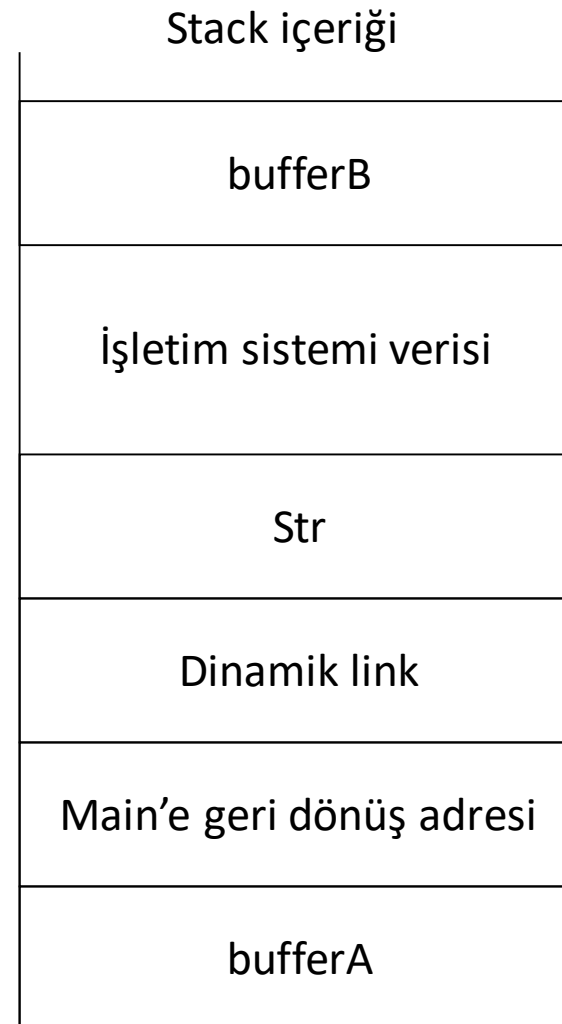 Stack içeriği
bufferB
İşletim sistemi verisi
Str
Dinamik link
Main’e geri dönüş adresi
bufferA